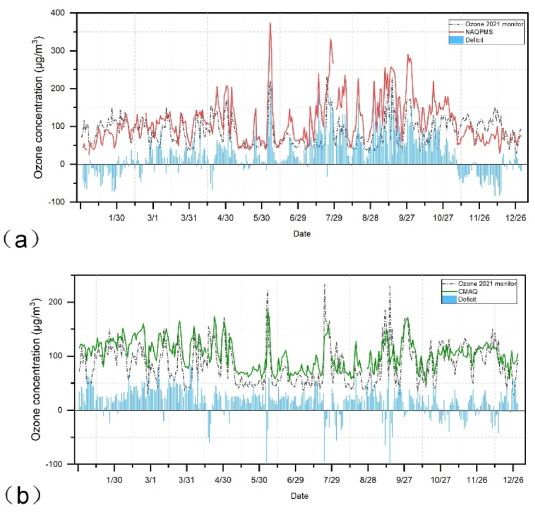 400
300
200
100
0
-100
Ozone concentration (μg/m³)
Ozone 2021 monitor
NAQPMS
Deficit
1/30 3/1 3/31 4/30 5/30 6/29 7/29 8/28 9/27 10/27 11/26 12/26
Date
(a)
200
100
0
-100
Ozone concentration (μg/m³)
Ozone 2021 monitor
CMAQ
Deficit
1/30 3/1 3/31 4/30 5/30 6/29 7/29 8/28 9/27 10/27 11/26 12/26
Date
(b)